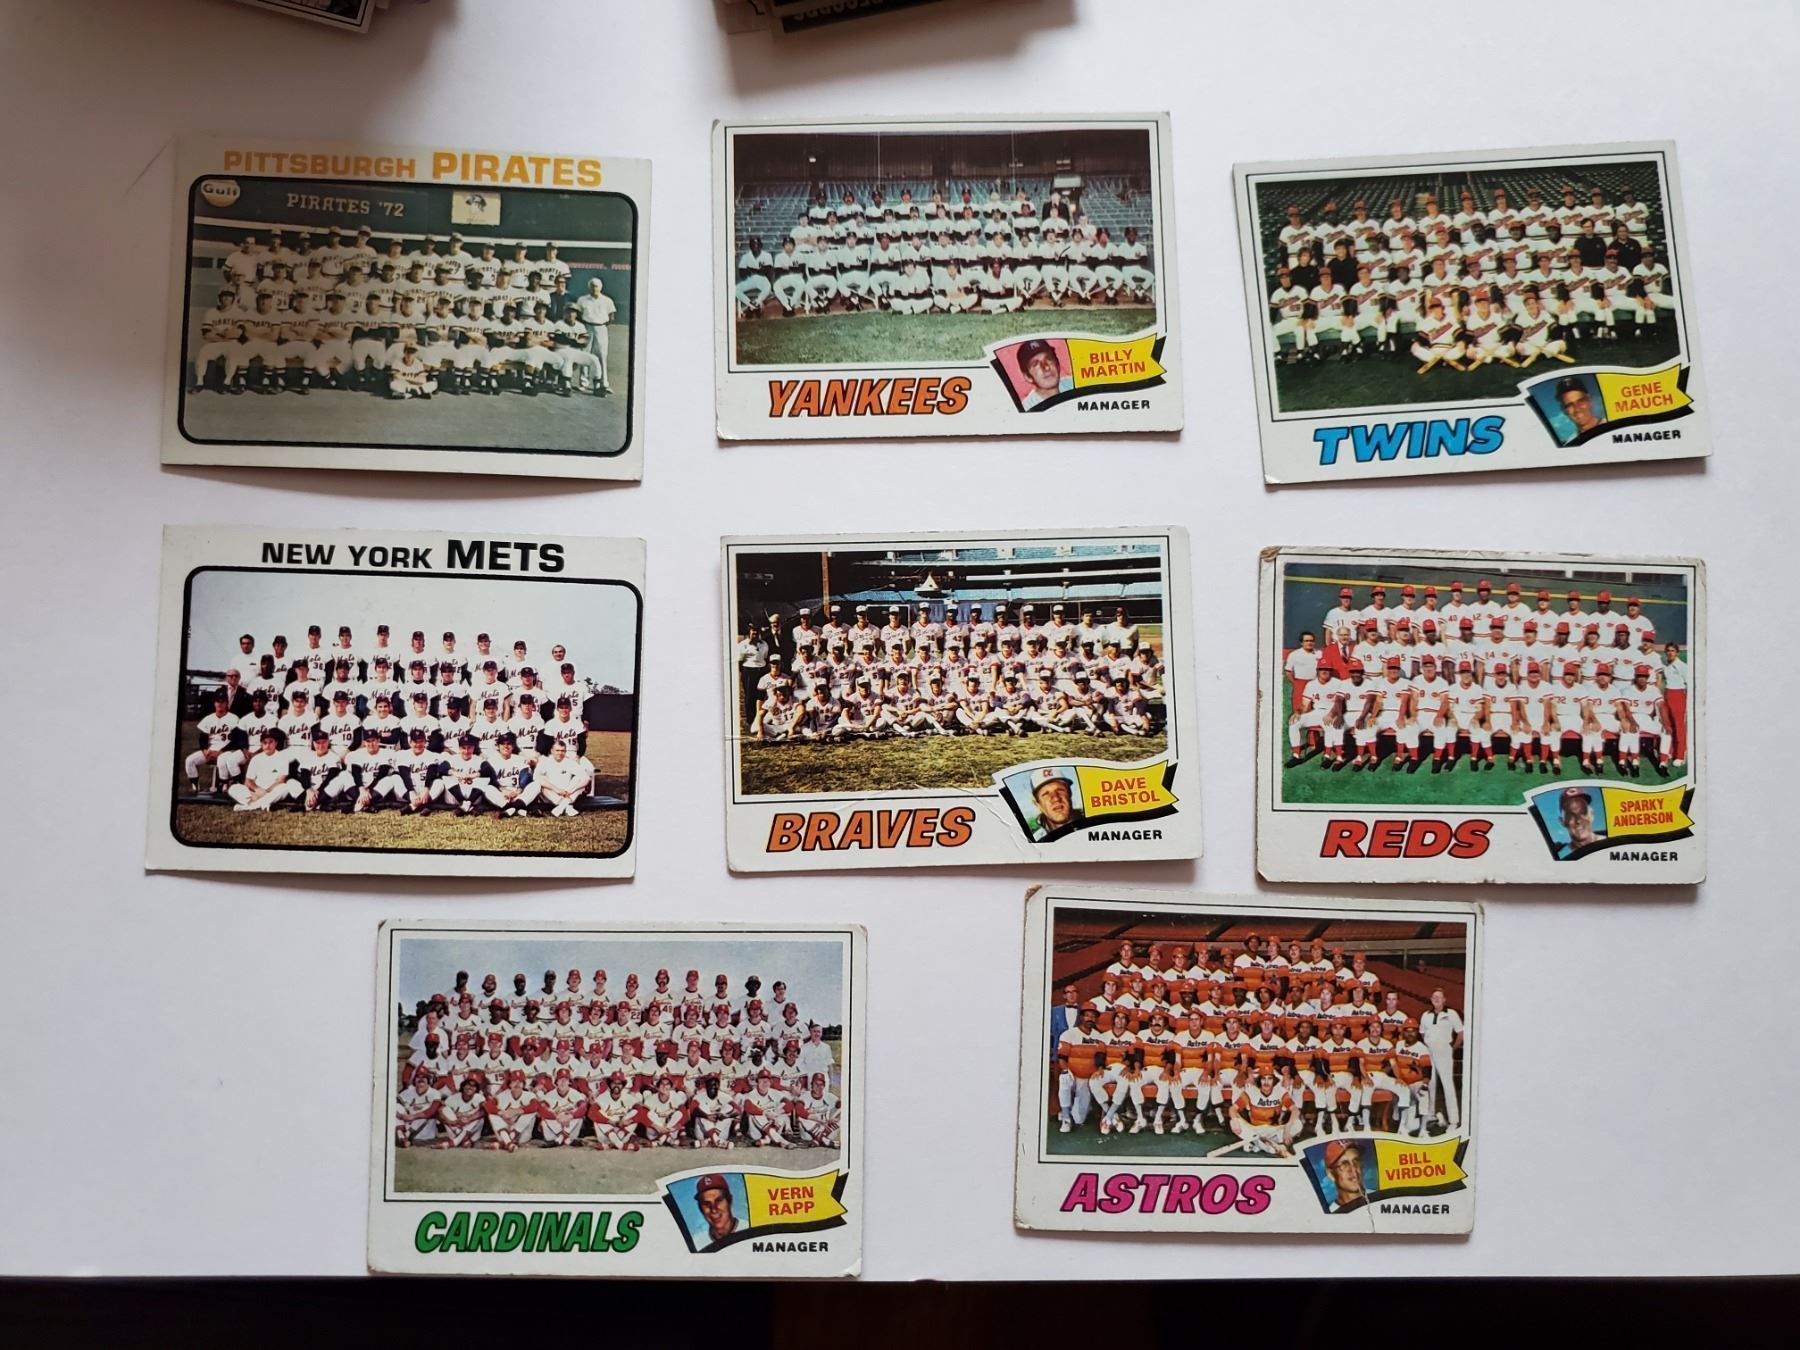 PITTSBURGH PIRATES
Gulf
PIRATES '72
BILLY
MARTIN
YANKEES
MANAGER
GENE
MAUCH
TWINS
MANAGER
NEW YORK METS
DAVE
BRISTOL
BRAVES
MANAGER
SPARKY
ANDERSON
REDS
MANAGER
VERN
RAPP
CARDINALS
MANAGER
BILL
VIRDON
ASTROS
MANAGER